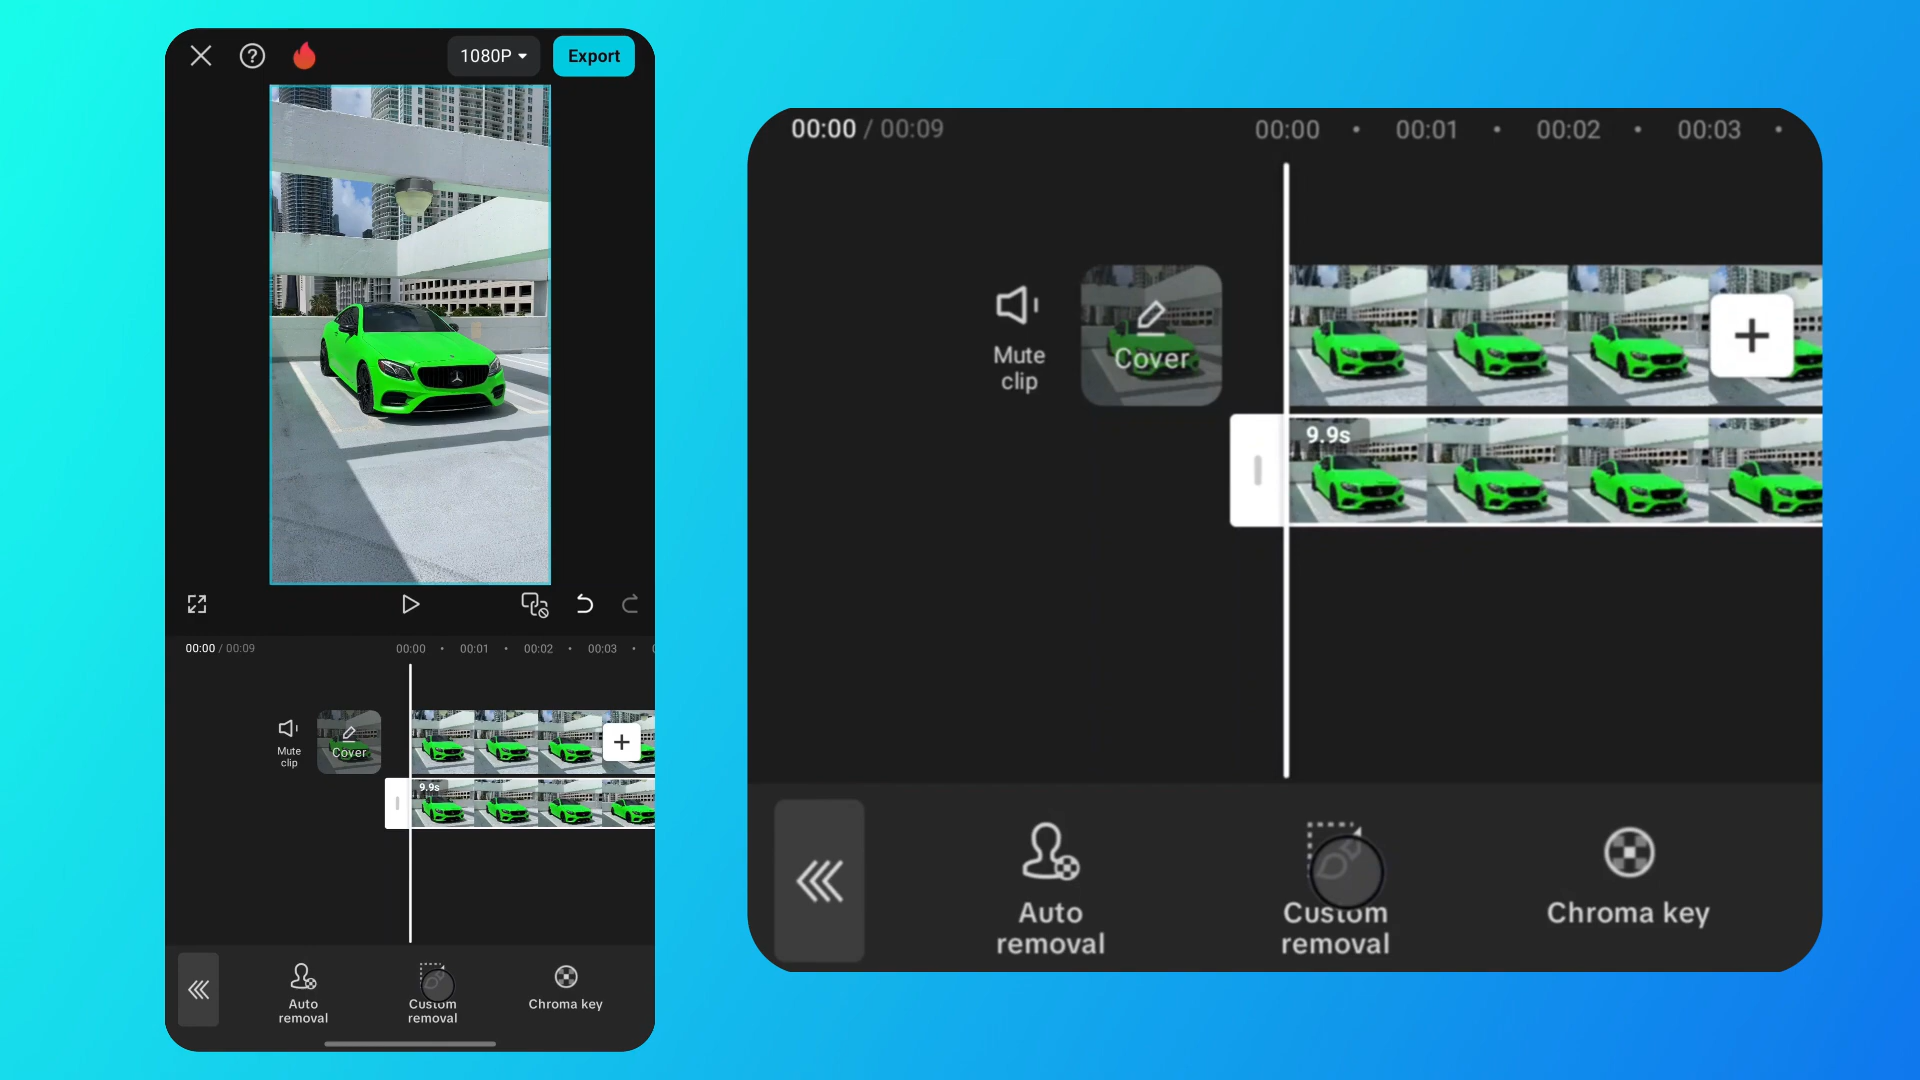 1080P
Export
00:00 / 00:09
00:00 00:01 00:02 00:03
Mute
clip
Cover
9.9s
Auto
removal
Custom
removal
Chroma key
00:00 / 00:09
00:00 00:01 00:02 00:03
Mute
clip
Cover
9.9s
Auto
removal
Custom
removal
Chroma key